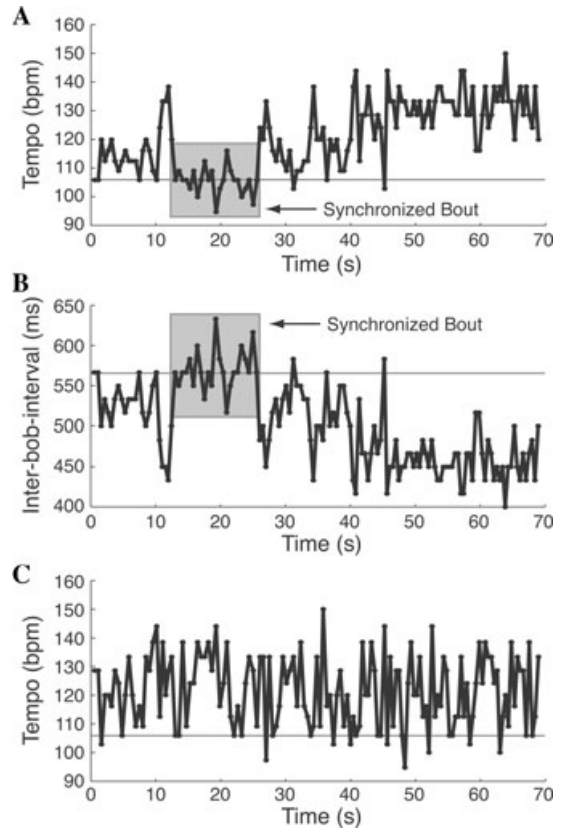 A
160
150
140
130
120
110
100
90
Tempo (bpm)
Synchronized Bout
0 10 20 30 40 50 60 70
Time (s)
B
650
600
550
500
450
400
Inter-bob-interval (ms)
Synchronized Bout
0 10 20 30 40 50 60 70
Time (s)
C
160
150
140
130
120
110
100
90
Tempo (bpm)
0 10 20 30 40 50 60 70
Time (s)